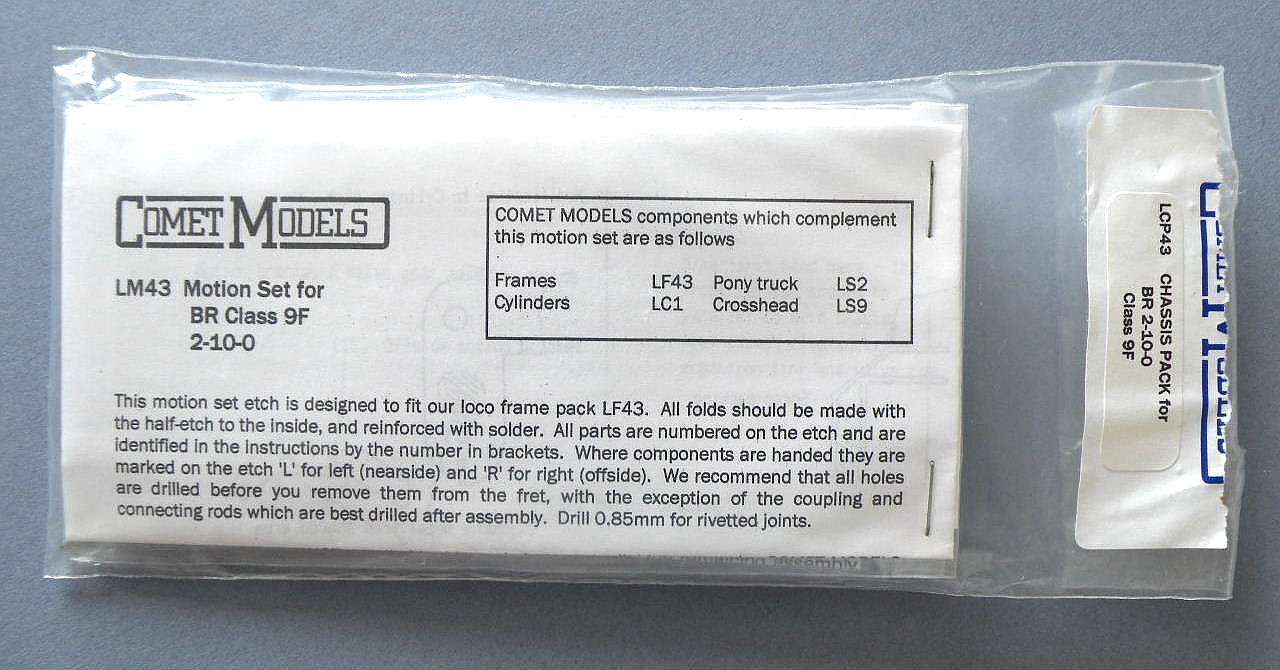 COMET MODELS
LM43 Motion Set for
BR Class 9F
2-10-0
COMET MODELS components which complement
this motion set are as follows
Frames LF43 Pony truck LS2
Cylinders LC1 Crosshead LS9
This motion set etch is designed to fit our loco frame pack LF43. All folds should be made with
the half-etch to the inside, and reinforced with solder. All parts are numbered on the etch and are
identified in the instructions by the number in brackets. Where components are handed they are
marked on the etch 'L' for left (nearside) and 'R' for right (offside). We recommend that all holes
are drilled before you remove them from the fret, with the exception of the coupling and
connecting rods which are best drilled after assembly. Drill 0.85mm for rivetted joints.
LCP43 CHASSIS PACK for
BR 2-10-0
Class 9F